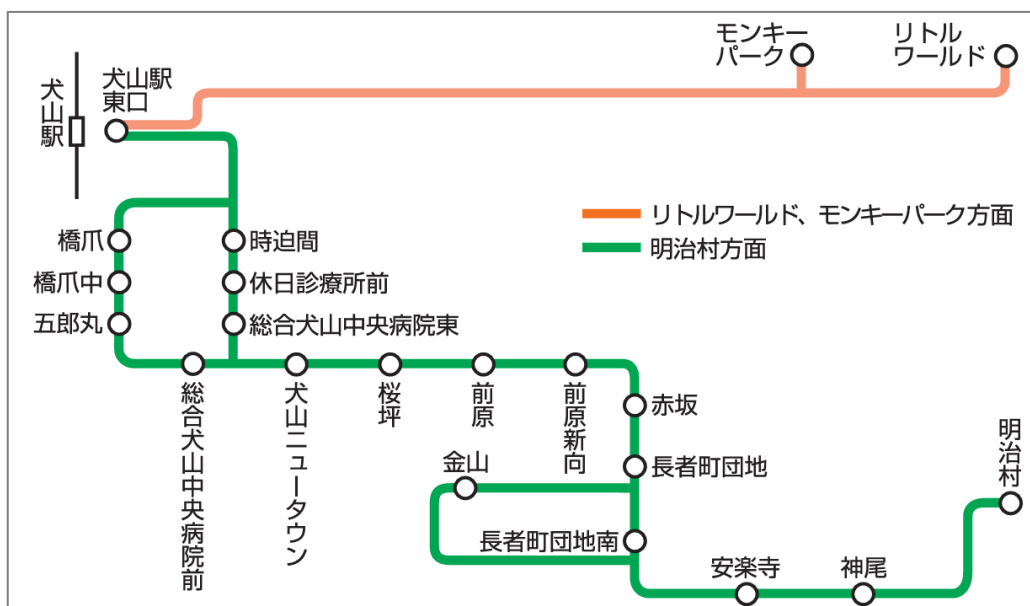 モンキー
パーク
リトル
ワールド
犬山駅
東口
犬山駅
リトルワールド、モンキーパーク方面
明治村方面
橋爪
時迫間
橋爪中
休日診療所前
五郎丸
総合犬山中央病院東
総合犬山中央病院前
犬山ニュータウン
桜坪
前原
前原新向
赤坂
長者町団地
金山
長者町団地南
安楽寺
神尾
明治村